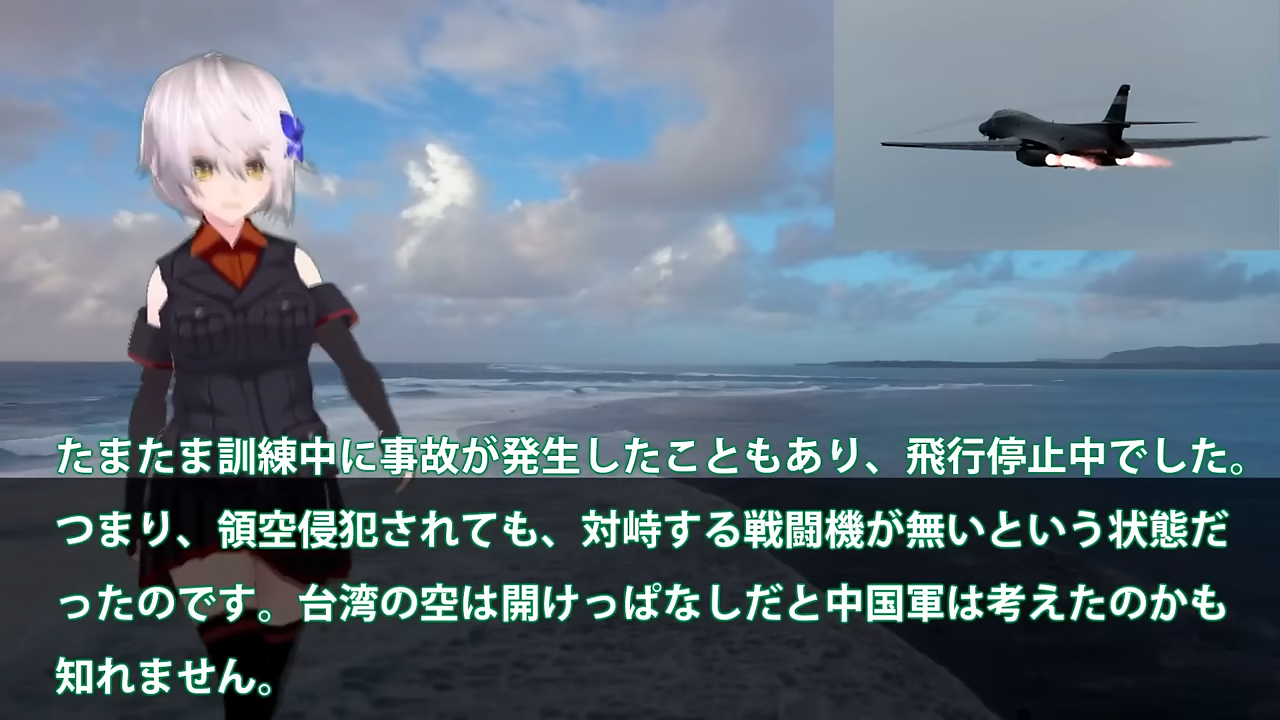 たまたま訓練中に事故が発生したこともあり、飛行停止中でした。
つまり、領空侵犯されても、対峙する戦闘機が無いという状態だ
ったのです。台湾の空は開けっぱなしだと中国軍は考えたのかも
知れません。